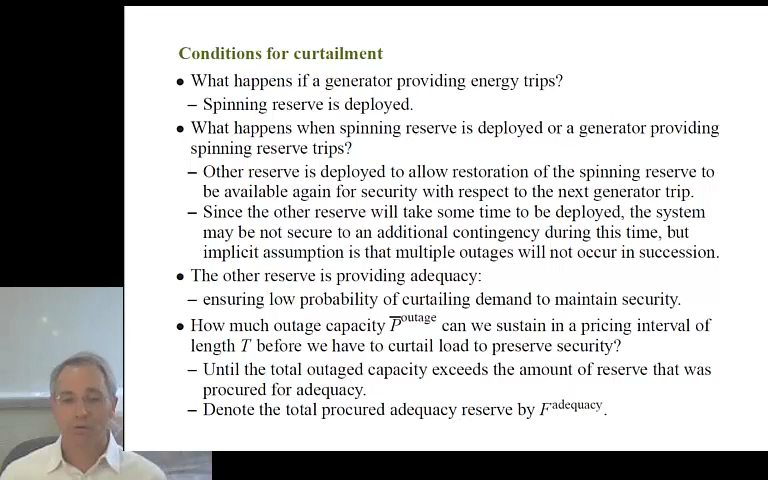 Conditions for curtailment
● What happens if a generator providing energy trips?
– Spinning reserve is deployed.
● What happens when spinning reserve is deployed or a generator providing
spinning reserve trips?
– Other reserve is deployed to allow restoration of the spinning reserve to
be available again for security with respect to the next generator trip.
– Since the other reserve will take some time to be deployed, the system
may be not secure to an additional contingency during this time, but
implicit assumption is that multiple outages will not occur in succession.
● The other reserve is providing adequacy:
– ensuring low probability of curtailing demand to maintain security.
● How much outage capacity P̅^outage can we sustain in a pricing interval of
length T before we have to curtail load to preserve security?
– Until the total outaged capacity exceeds the amount of reserve that was
procured for adequacy.
– Denote the total procured adequacy reserve by F^adequacy.